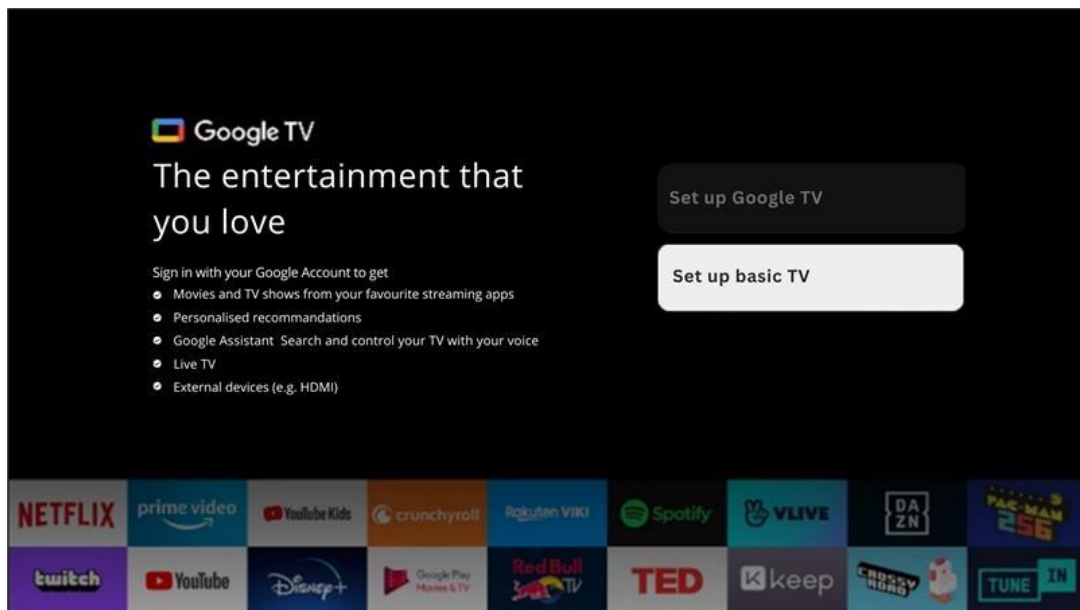 Google TV
The entertainment that
you love
Sign in with your Google Account to get
Movies and TV shows from your favourite streaming apps
Personalised recommandations
Google Assistant Search and control your TV with your voice
Live TV
External devices (e.g. HDMI)
Set up Google TV
Set up basic TV
NETFLIX
prime video
YouTube Kids
crunchyroll
Rakuten VIKI
Spotify
VLIVE
DA
ZN
PAC-MAN
256
twitch
YouTube
Disney+
Google Play
Movies & TV
Red Bull
TV
TED
keep
CROSSY
ROAD
TUNE IN